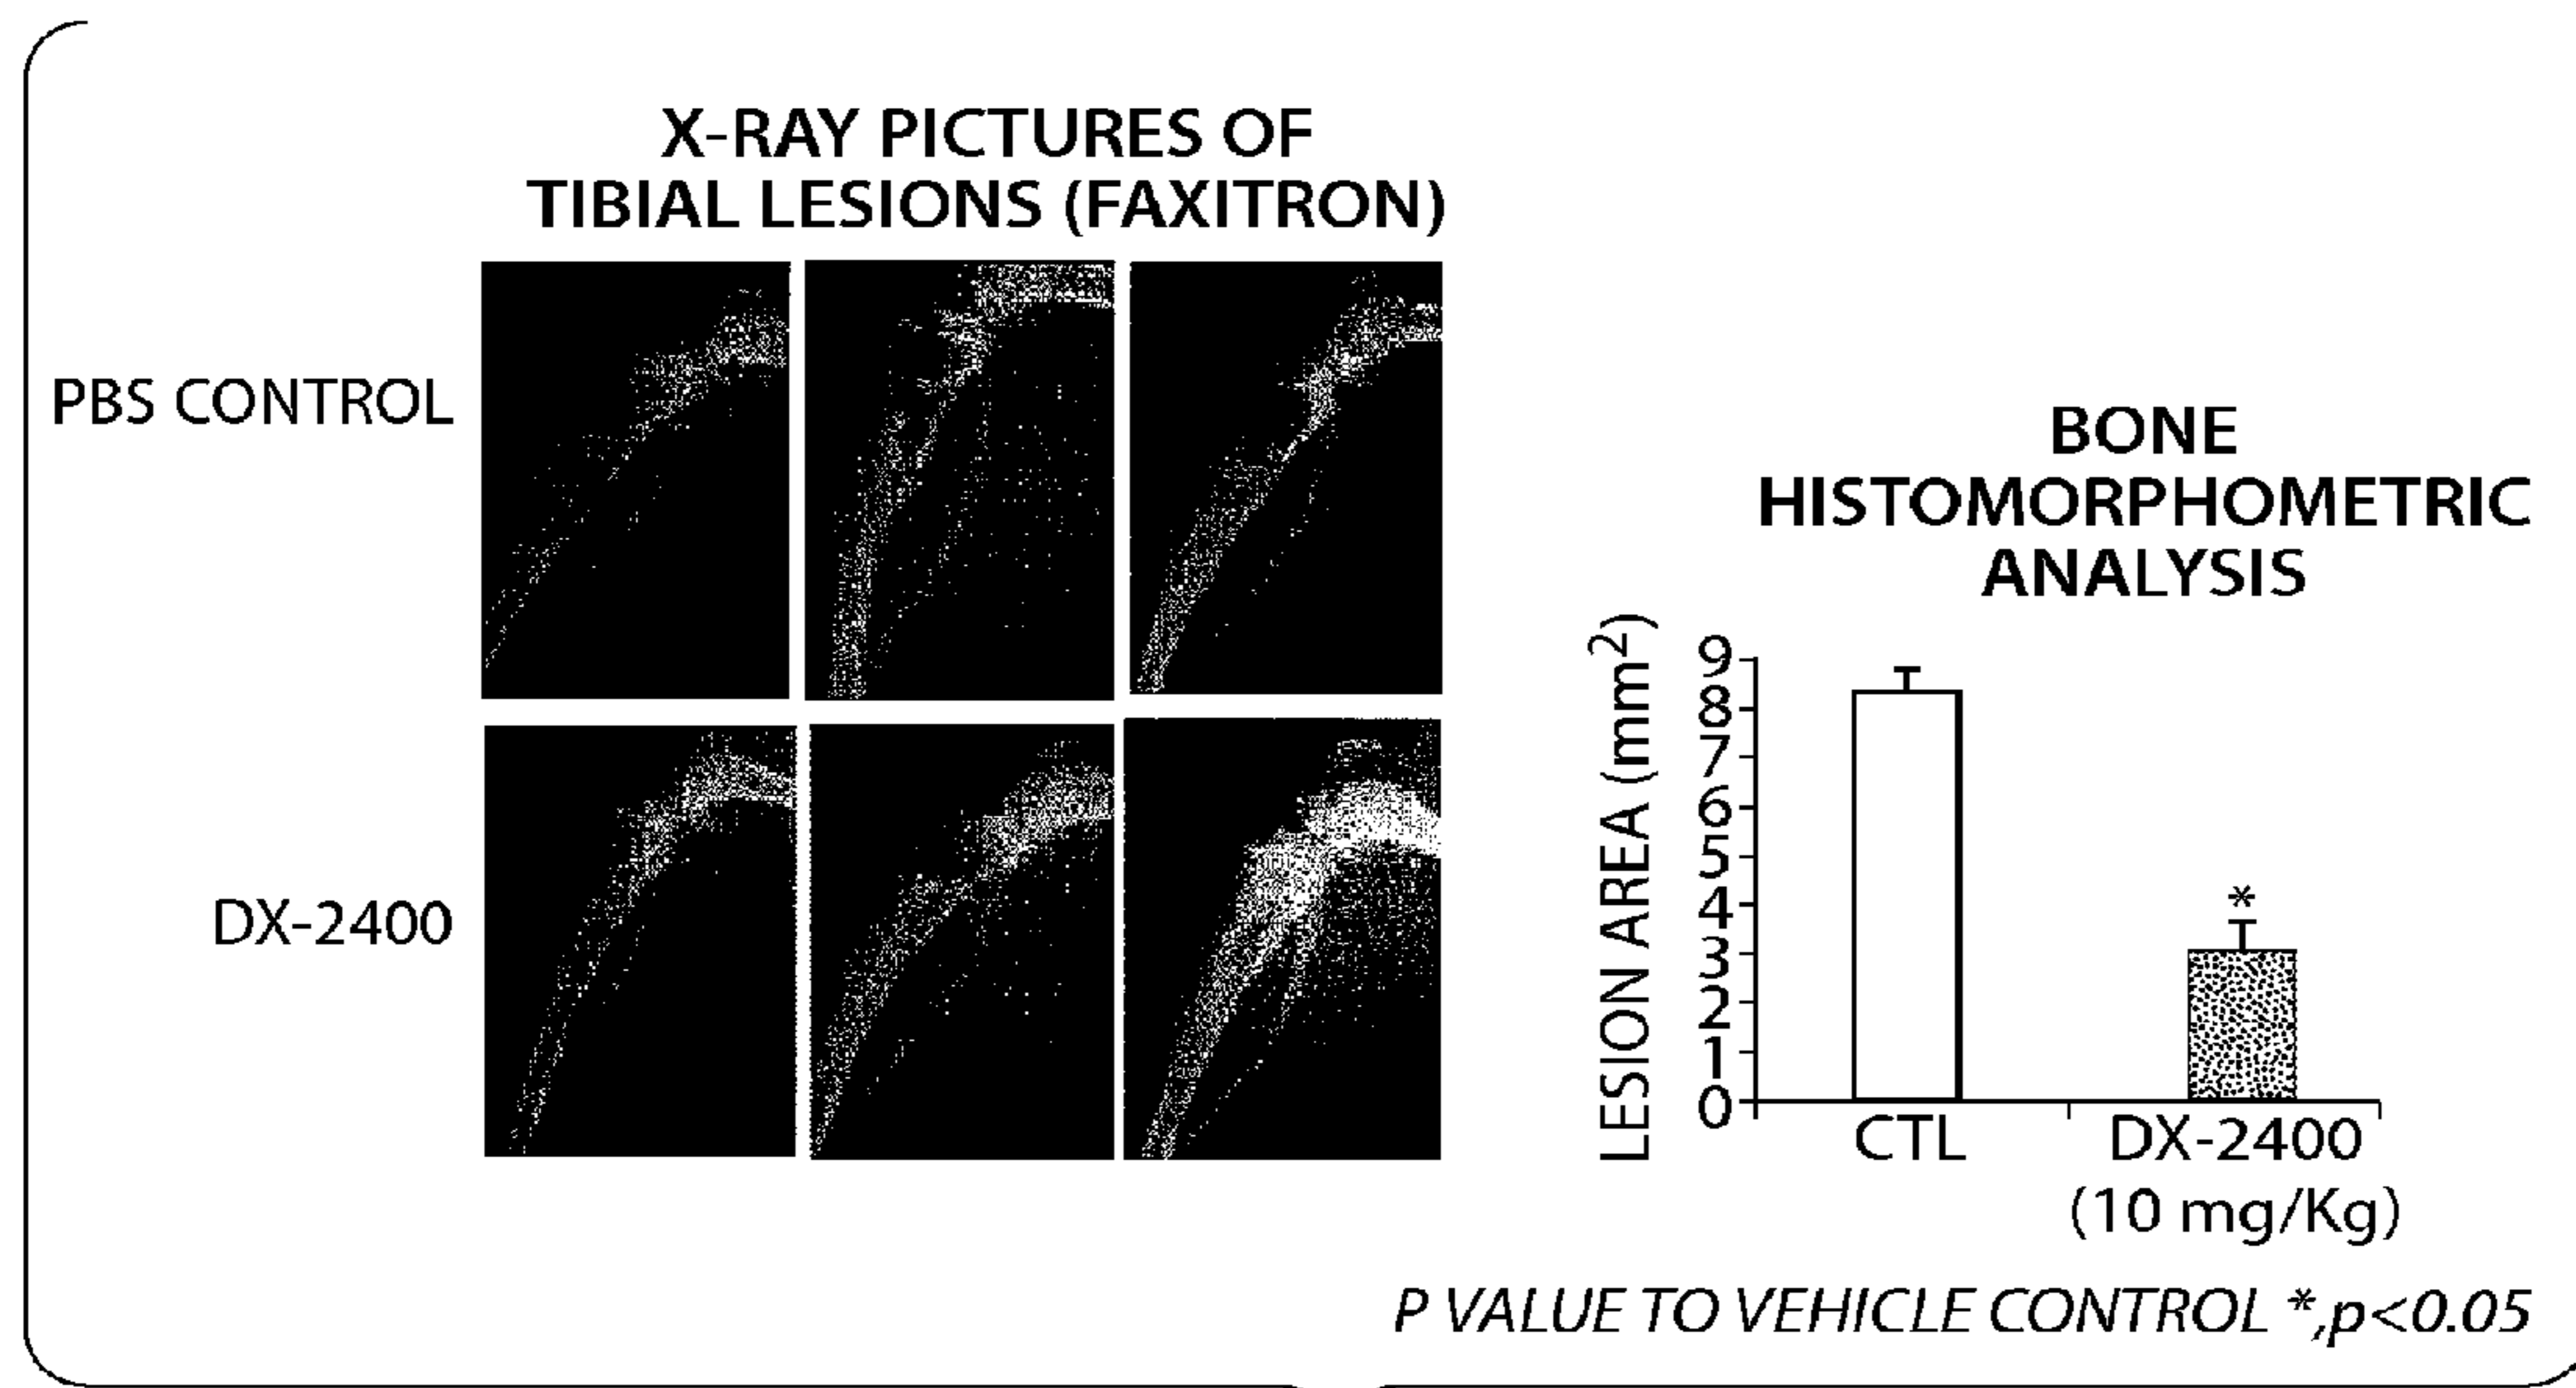 X-RAY PICTURES OF
TIBIAL LESIONS (FAXITRON)
PBS CONTROL
DX-2400
BONE
HISTOMORPHOMETRIC
ANALYSIS
LESION AREA (mm²)
9
8
7
6
5
4
3
2
1
0
*
CTL
DX-2400
(10 mg/Kg)
P VALUE TO VEHICLE CONTROL *,p<0.05